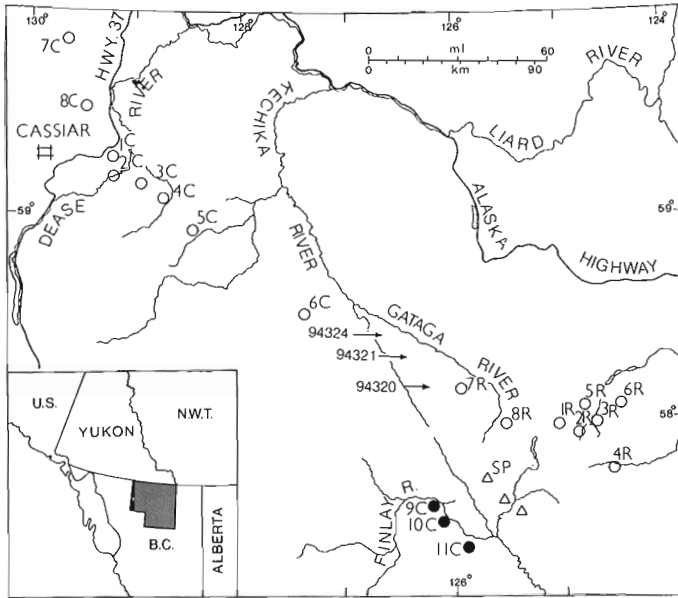 130° 128° 126° 124°
7C
HWY. 37
0 ml 60
km 90
RIVER
RIVER
KECHIKA
8C
LIARD
CASSIAR
1C
2C
3C
4C
ALASKA
59°
59°
DEASE
5C
HIGHWAY
RIVER
6C
GATAGA
94324
94321
RIVER
94320
7R
5R
6R
U.S.
N.W.T.
YUKON
8R
1R
2R
3R
58°
4R
SP
FINLAY R.
9C
10C
B.C.
ALBERTA
11C
126°